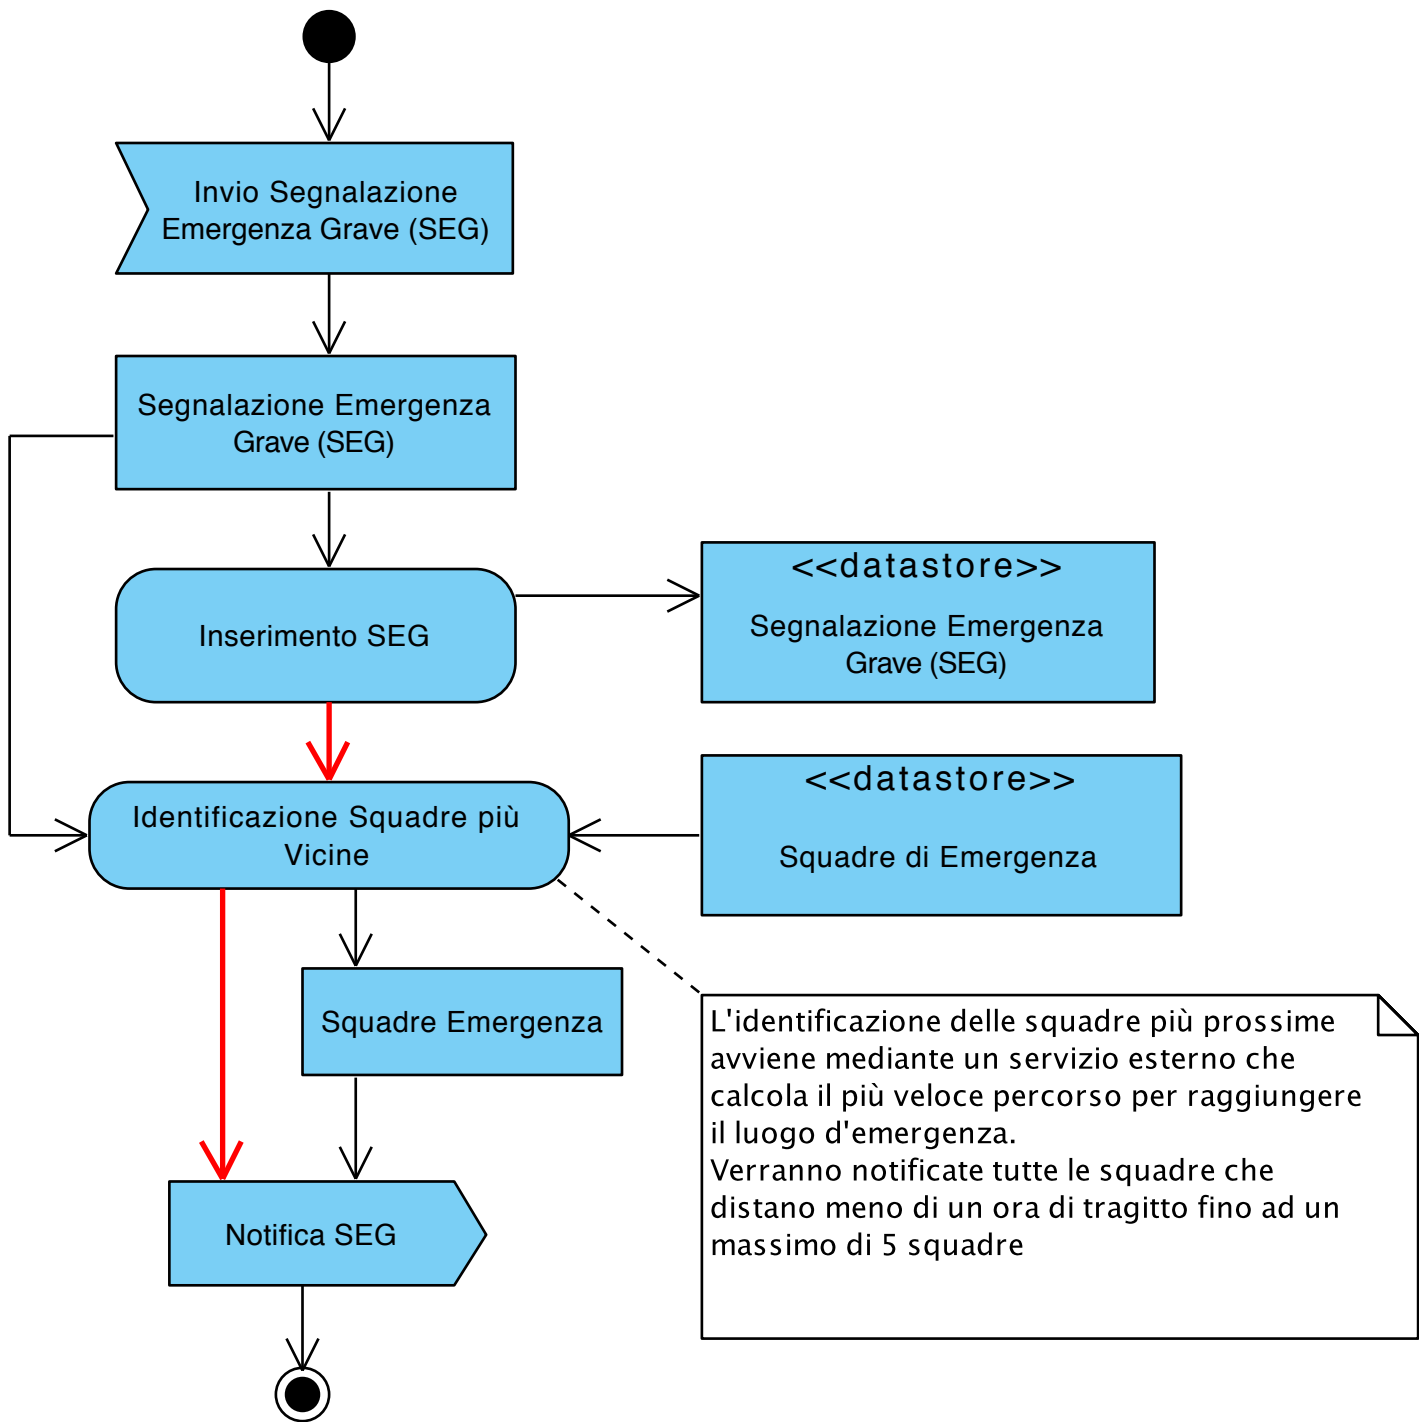 Invio Segnalazione
Emergenza Grave (SEG)
Segnalazione Emergenza
Grave (SEG)
Inserimento SEG
<<datastore>>
Segnalazione Emergenza
Grave (SEG)
Identificazione Squadre più
Vicine
<<datastore>>
Squadre di Emergenza
Squadre Emergenza
L'identificazione delle squadre più prossime
avviene mediante un servizio esterno che
calcola il più veloce percorso per raggiungere
il luogo d'emergenza.
Verranno notificate tutte le squadre che
distano meno di un ora di tragitto fino ad un
massimo di 5 squadre
Notifica SEG